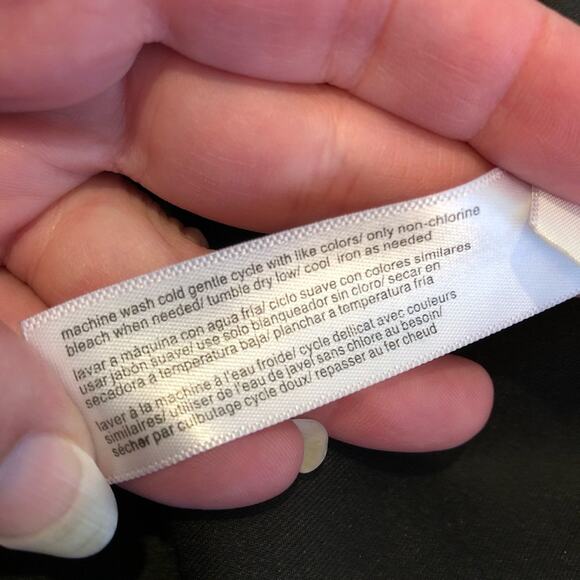 machine wash cold gentle cycle with like colors/ only non-chlorine
bleach when needed/ tumble dry low/ cool iron as needed
lavar a máquina con agua fría/ ciclo suave con colores similares
usar jabón suave/ use solo blanqueador sin cloro/ secar en
secadora a temperatura baja/ planchar a temperatura fría
laver à la machine à l'eau froide/ cycle dellicat avec couleurs
similaires/ utiliser de l'eau de javel sans chlore au besoin/
sécher par culbutage cycle doux/ repasser au fer cheud